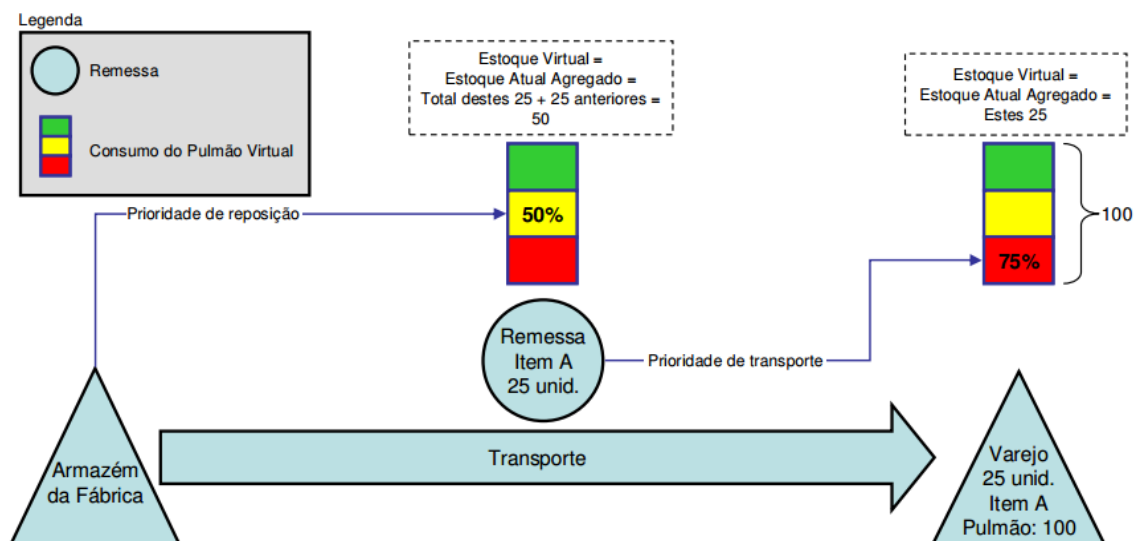 Legenda
Remessa
Consumo do Pulmão Virtual
Estoque Virtual =
Estoque Atual Agregado =
Total destes 25 + 25 anteriores =
50
Estoque Virtual =
Estoque Atual Agregado =
Estes 25
Prioridade de reposição
50%
100
75%
Remessa
Item A
25 unid.
Prioridade de transporte
Armazém
da Fábrica
Transporte
Varejo
25 unid.
Item A
Pulmão: 100